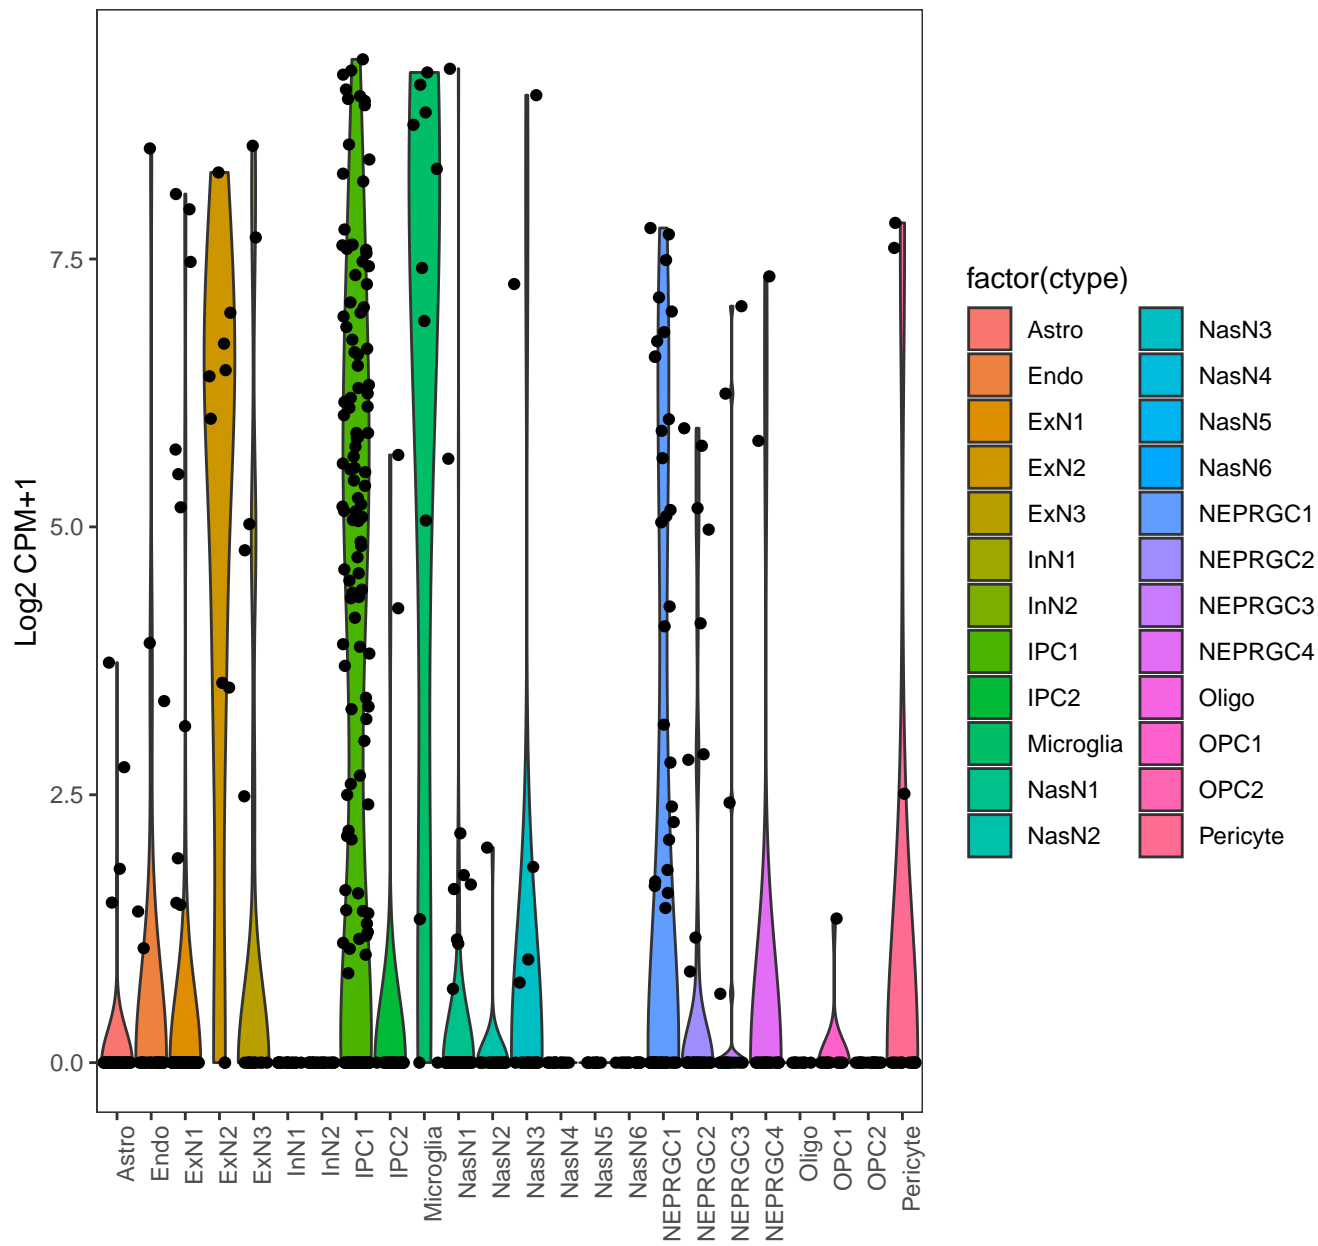 Log2 CPM+1
7.5
5.0
2.5
0.0
Astro
Endo
ExN1
ExN2
ExN3
InN1
InN2
IPC1
IPC2
Microglia
NasN1
NasN2
NasN3
NasN4
NasN5
NasN6
NEPRGC1
NEPRGC2
NEPRGC3
NEPRGC4
Oligo
OPC1
OPC2
Pericyte
factor(ctype)
Astro
Endo
ExN1
ExN2
ExN3
InN1
InN2
IPC1
IPC2
Microglia
NasN1
NasN2
NasN3
NasN4
NasN5
NasN6
NEPRGC1
NEPRGC2
NEPRGC3
NEPRGC4
Oligo
OPC1
OPC2
Pericyte